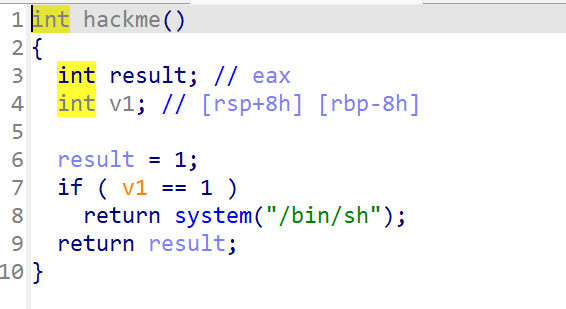 1 int hackme()
2 {
3   int result; // eax
4   int v1; // [rsp+8h] [rbp-8h]
5
6   result = 1;
7   if ( v1 == 1 )
8     return system("/bin/sh");
9   return result;
10 }